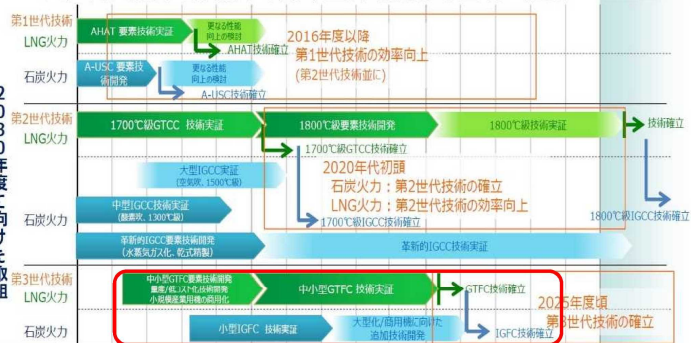 第1世代技術
LNG火力
AHAT 要素技術実証
更なる性能
向上の検討
AHAT技術確立
2016年度以降
第1世代技術の効率向上
(第2世代技術並に)
石炭火力
A-USC 要素技
術開発
更なる性能
向上の検討
A-USC技術確立
2030年度に向けた取組
第2世代技術
LNG火力
1700℃級GTCC 技術実証
1800℃級要素技術開発
1800℃級技術実証
技術確立
1700℃級GTCC技術確立
大型IGCC実証
(空気吹、1500℃級)
2020年代初頭
石炭火力：第2世代技術の確立
LNG火力：第2世代技術の効率向上
石炭火力
中型IGCC技術実証
(酸素吹、1300℃級)
1700℃級IGCC技術確立
1800℃級IGCC技術確立
革新的IGCC要素技術開発
(水蒸気ガス化、乾式精製)
革新的IGCC技術実証
第3世代技術
LNG火力
中小型GTFC要素技術開発
量産/低コスト化技術開発
小規模産業用機の商用化
中小型GTFC 技術実証
GTFC技術確立
2025年度頃
第3世代技術の確立
石炭火力
小型IGFC 技術実証
大型化/商用機に向けた
追加技術開発
IGFC技術確立